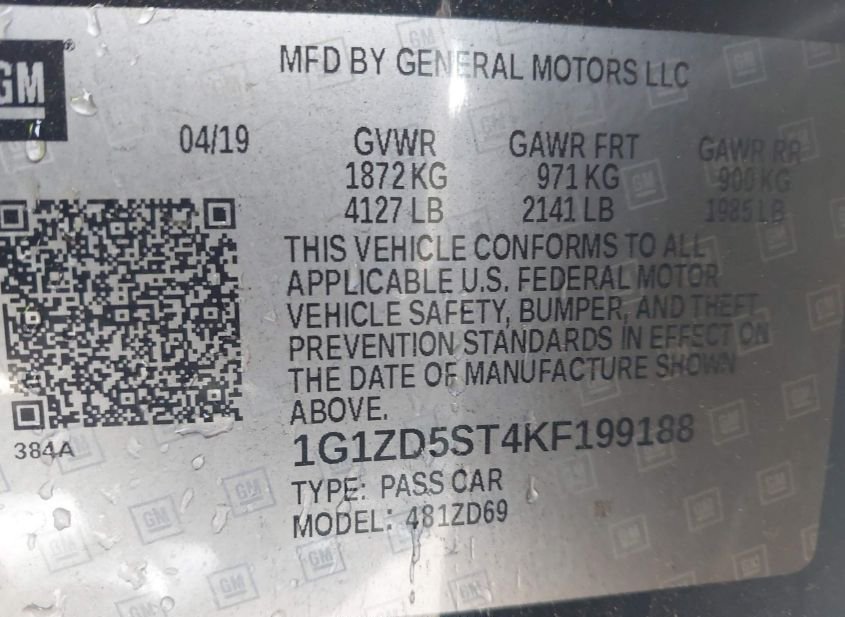 GM
MFD BY GENERAL MOTORS LLC
04/19 GVWR GAWR FRT GAWR RR
1872 KG 971 KG 900 KG
4127 LB 2141 LB 1985 LB
THIS VEHICLE CONFORMS TO ALL
APPLICABLE U.S. FEDERAL MOTOR
VEHICLE SAFETY, BUMPER, AND THEFT
PREVENTION STANDARDS IN EFFECT ON
THE DATE OF MANUFACTURE SHOWN
ABOVE.
384A
1G1ZD5ST4KF199188
TYPE: PASS CAR
MODEL: 481ZD69